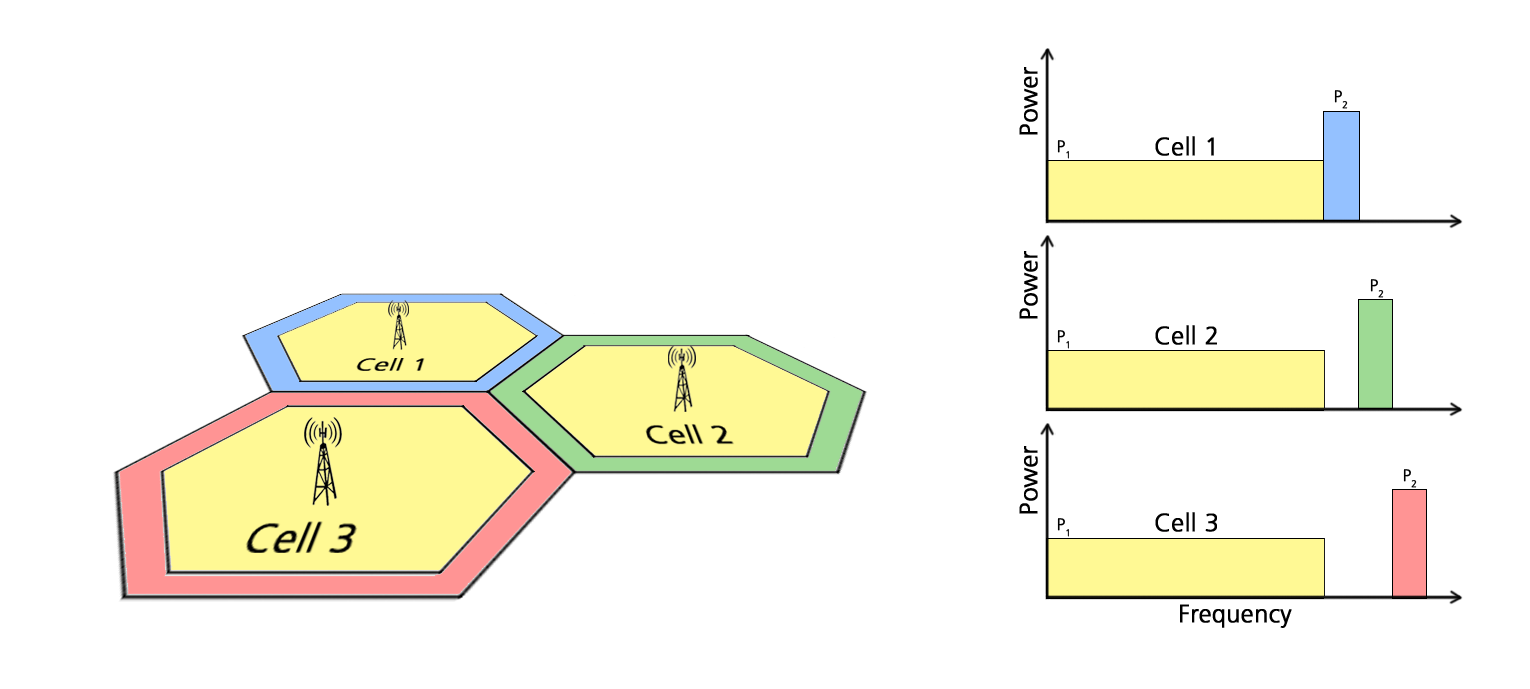 Cell 1
Cell 2
Cell 3
Power
P2
P1
Cell 1
Power
P2
P1
Cell 2
Power
P2
P1
Cell 3
Frequency